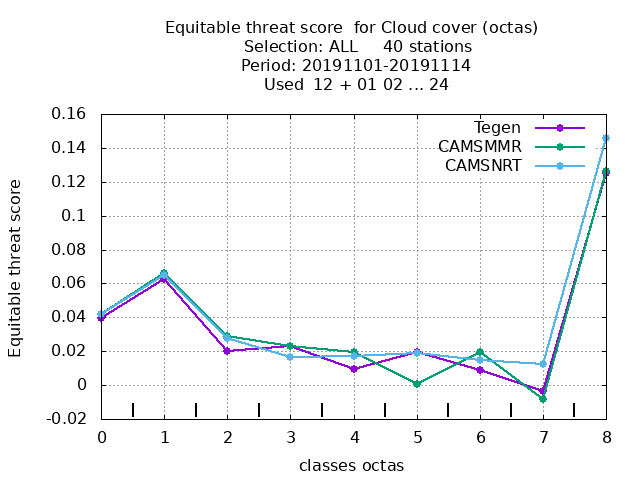 Equitable threat score  for Cloud cover (octas)
Selection: ALL     40 stations
Period: 20191101-20191114
Used  12 + 01 02 ... 24
Tegen
CAMSMMR
CAMSNRT
0.16
0.14
0.12
0.1
0.08
0.06
0.04
0.02
0
-0.02
Equitable threat score
0 1 2 3 4 5 6 7 8
classes octas